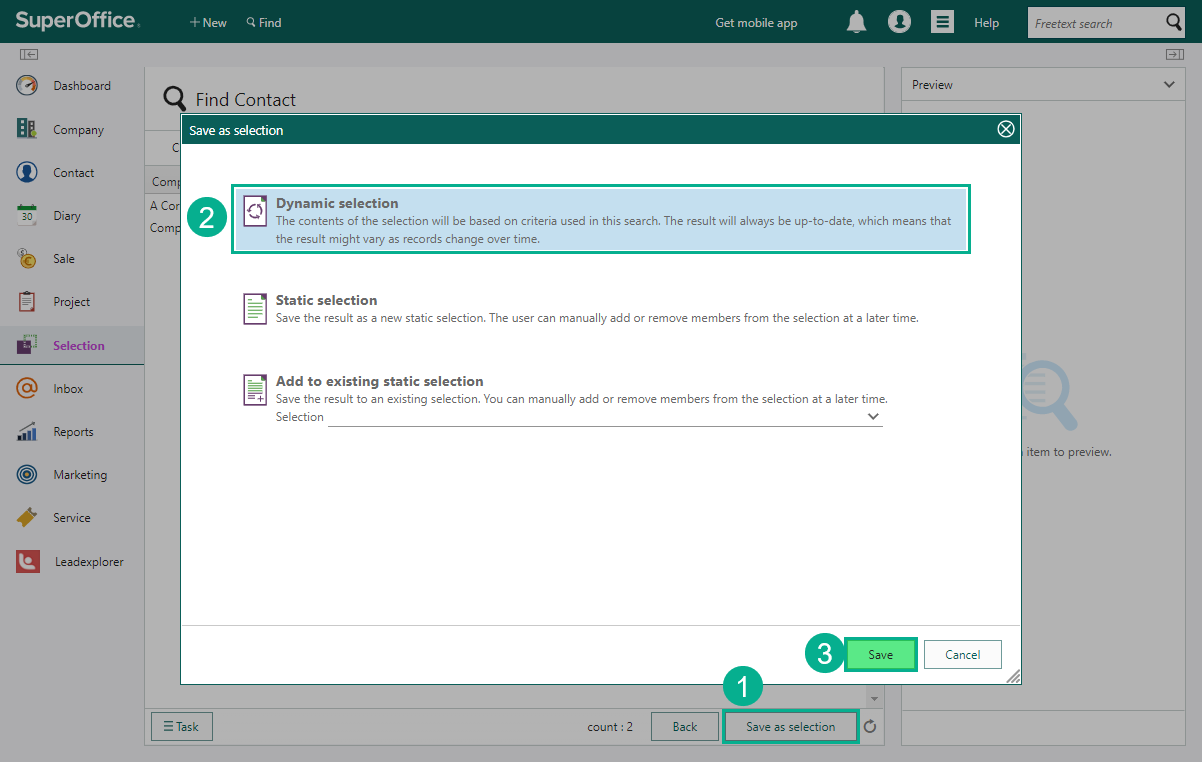 SuperOffice.
New
Find
Get mobile app
Help
Freetext search
Dashboard
Company
Contact
Diary
30
Sale
Project
Selection
Inbox
Reports
Marketing
Service
Leadexplorer
Find Contact
Preview
Save as selection
2
Dynamic selection
The contents of the selection will be based on criteria used in this search. The result will always be up-to-date, which means that
the result might vary as records change over time.
Static selection
Save the result as a new static selection. The user can manually add or remove members from the selection at a later time.
Add to existing static selection
Save the result to an existing selection. You can manually add or remove members from the selection at a later time.
Selection
item to preview.
3
Save
Cancel
1
Task
count : 2
Back
Save as selection